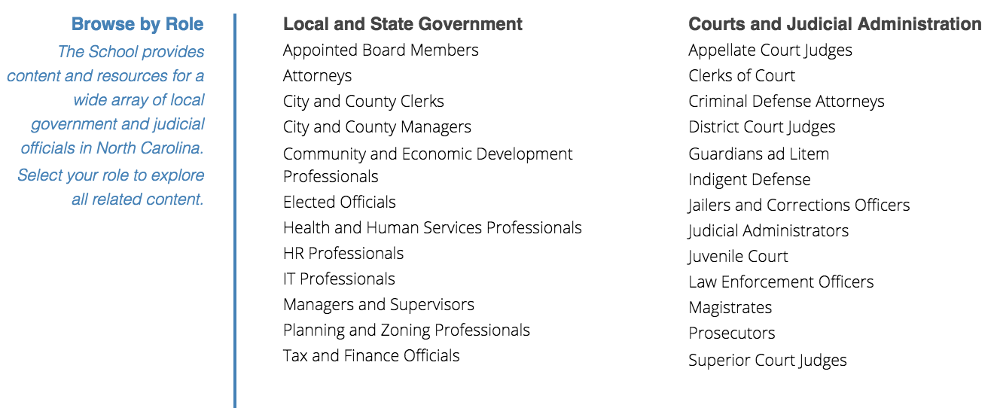 Browse by Role
The School provides
content and resources for a
wide array of local
government and judicial
officials in North Carolina.
Select your role to explore
all related content.
Local and State Government
Appointed Board Members
Attorneys
City and County Clerks
City and County Managers
Community and Economic Development
Professionals
Elected Officials
Health and Human Services Professionals
HR Professionals
IT Professionals
Managers and Supervisors
Planning and Zoning Professionals
Tax and Finance Officials
Courts and Judicial Administration
Appellate Court Judges
Clerks of Court
Criminal Defense Attorneys
District Court Judges
Guardians ad Litem
Indigent Defense
Jailers and Corrections Officers
Judicial Administrators
Juvenile Court
Law Enforcement Officers
Magistrates
Prosecutors
Superior Court Judges